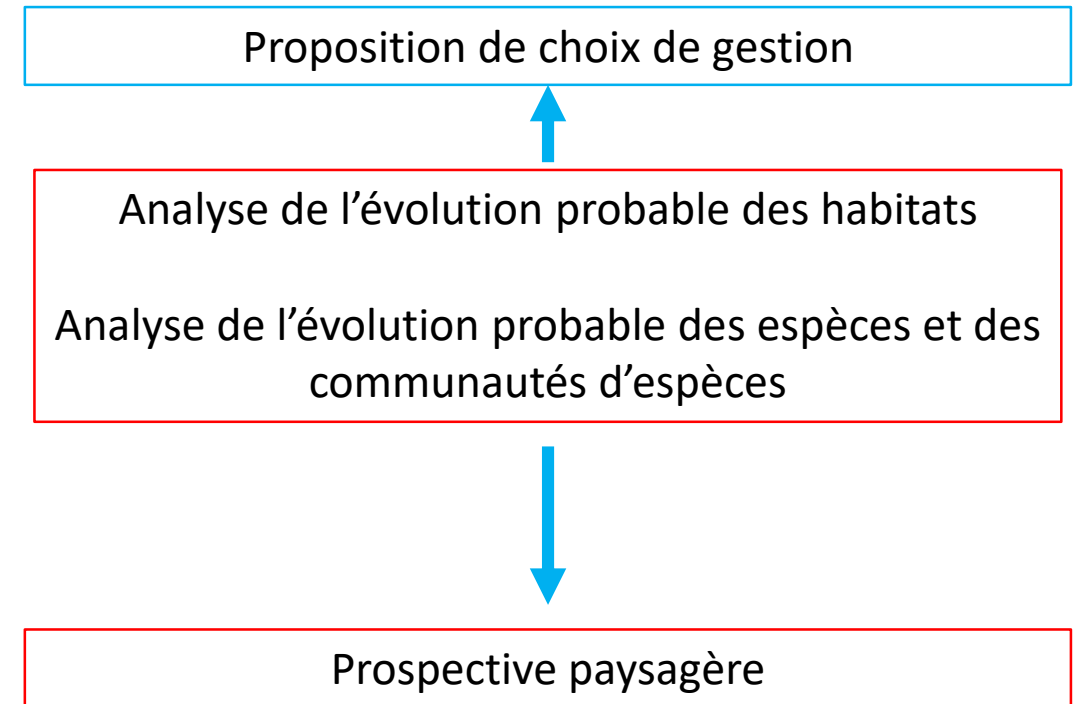 Proposition de choix de gestion
Analyse de l’évolution probable des habitats
Analyse de l’évolution probable des espèces et des
communautés d’espèces
Prospective paysagère